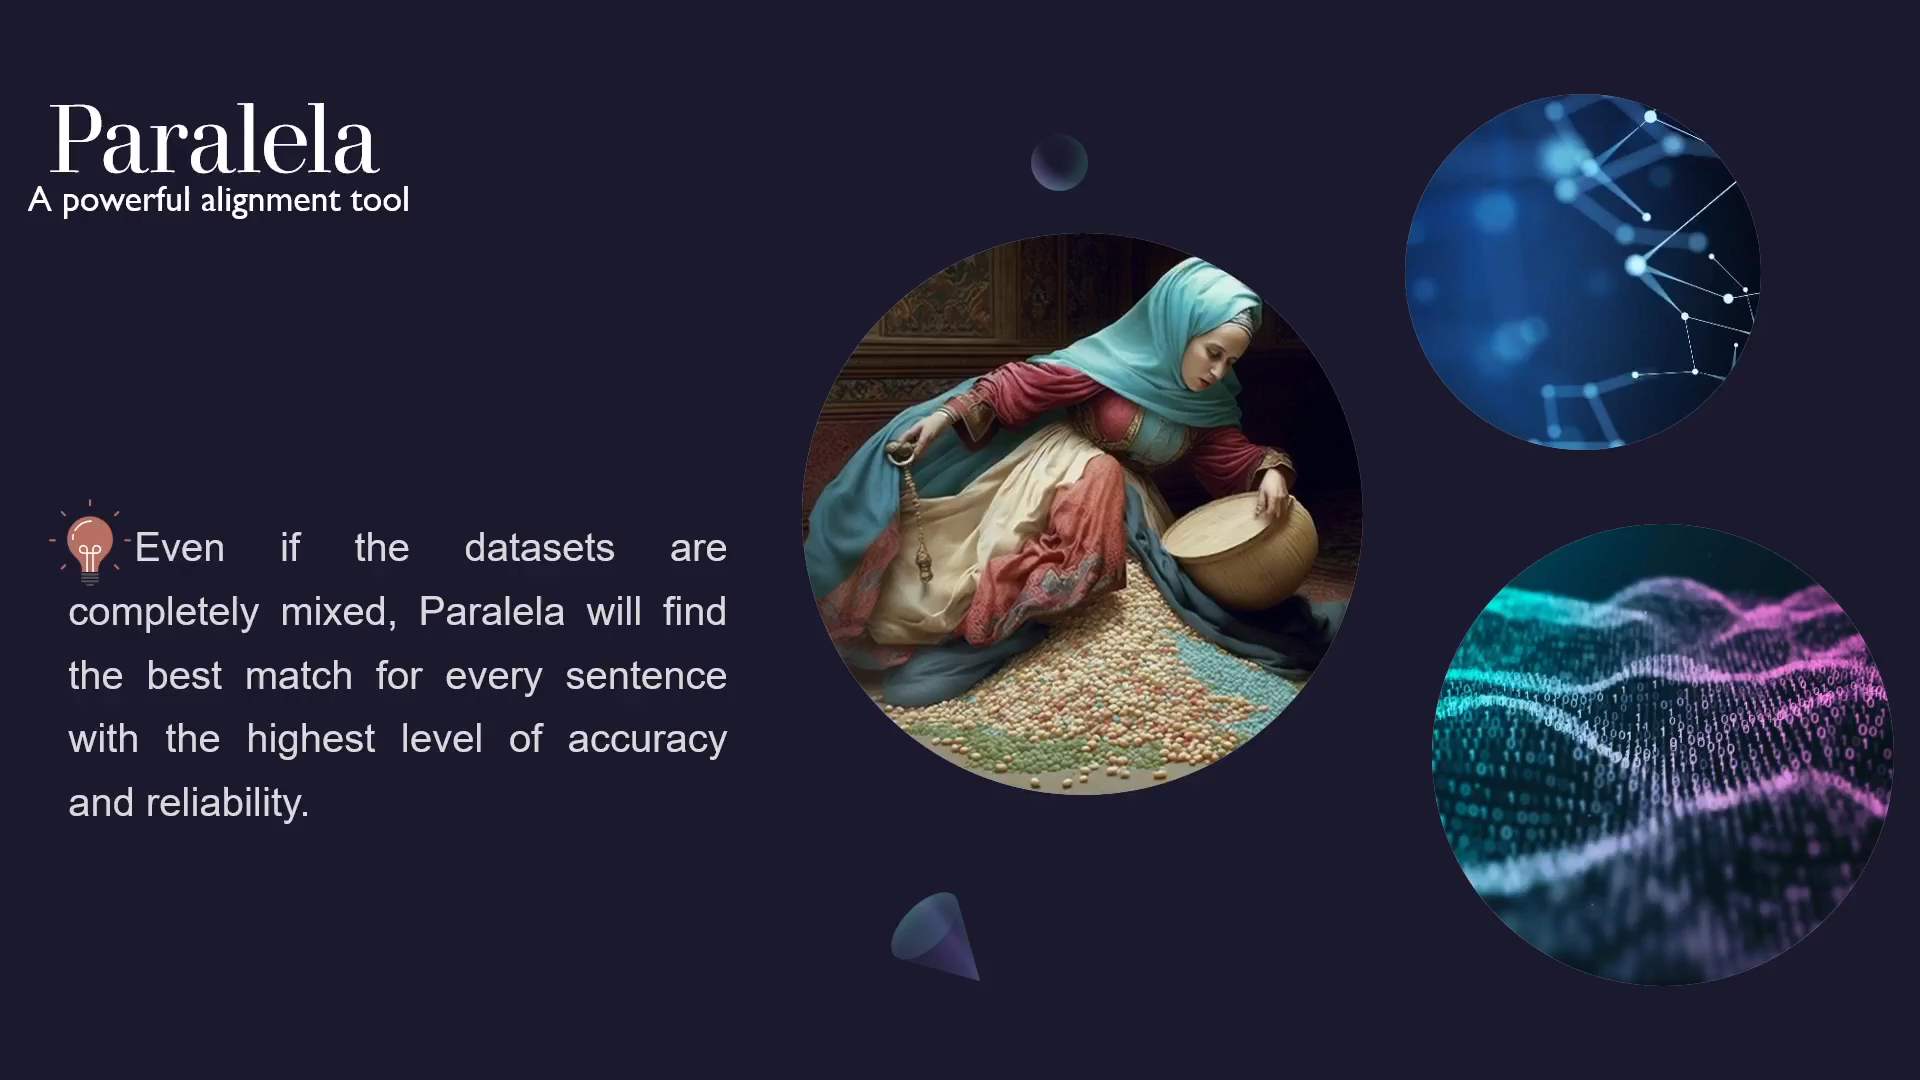 Paralela
A powerful alignment tool
Even if the datasets are
completely mixed, Paralela will find
the best match for every sentence
with the highest level of accuracy
and reliability.